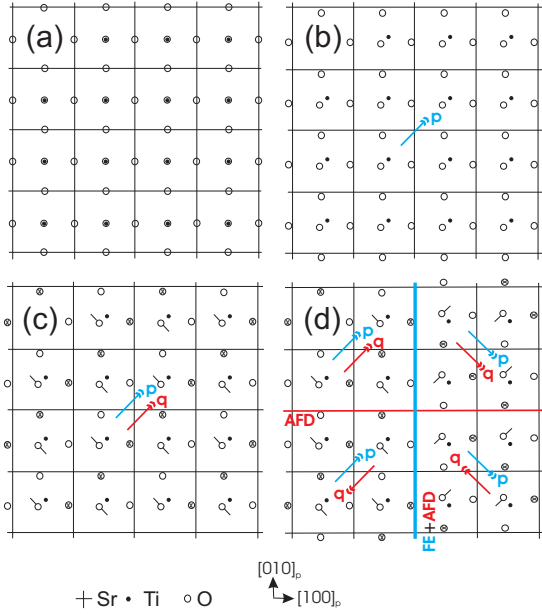 (a)
(b)
p
(c)
p
q
(d)
p
q
p
q
AFD
p
q
q
p
FE + AFD
[010]p
[100]p
Sr Ti O